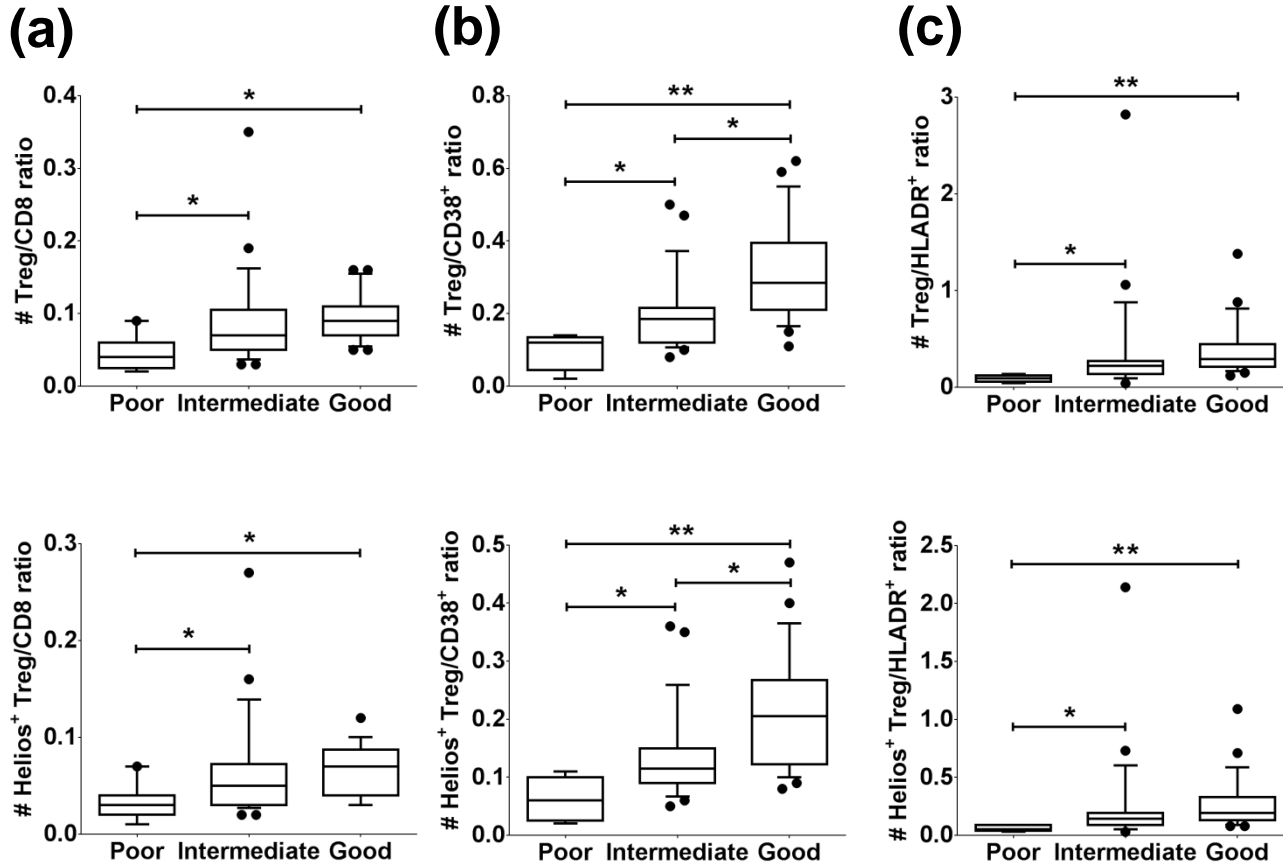 (a)
(b)
(c)
# Treg/CD8 ratio
0.4
0.3
0.2
0.1
0.0
*
*
Poor Intermediate Good
# Treg/CD38+ ratio
0.8
0.6
0.4
0.2
0.0
**
*
*
Poor Intermediate Good
# Treg/HLADR+ ratio
3
2
1
0
**
*
Poor Intermediate Good
# Helios+ Treg/CD8 ratio
0.3
0.2
0.1
0.0
*
*
Poor Intermediate Good
# Helios+ Treg/CD38+ ratio
0.5
0.4
0.3
0.2
0.1
0.0
**
*
*
Poor Intermediate Good
# Helios+ Treg/HLADR+ ratio
2.5
2.0
1.5
1.0
0.5
0.0
**
*
Poor Intermediate Good